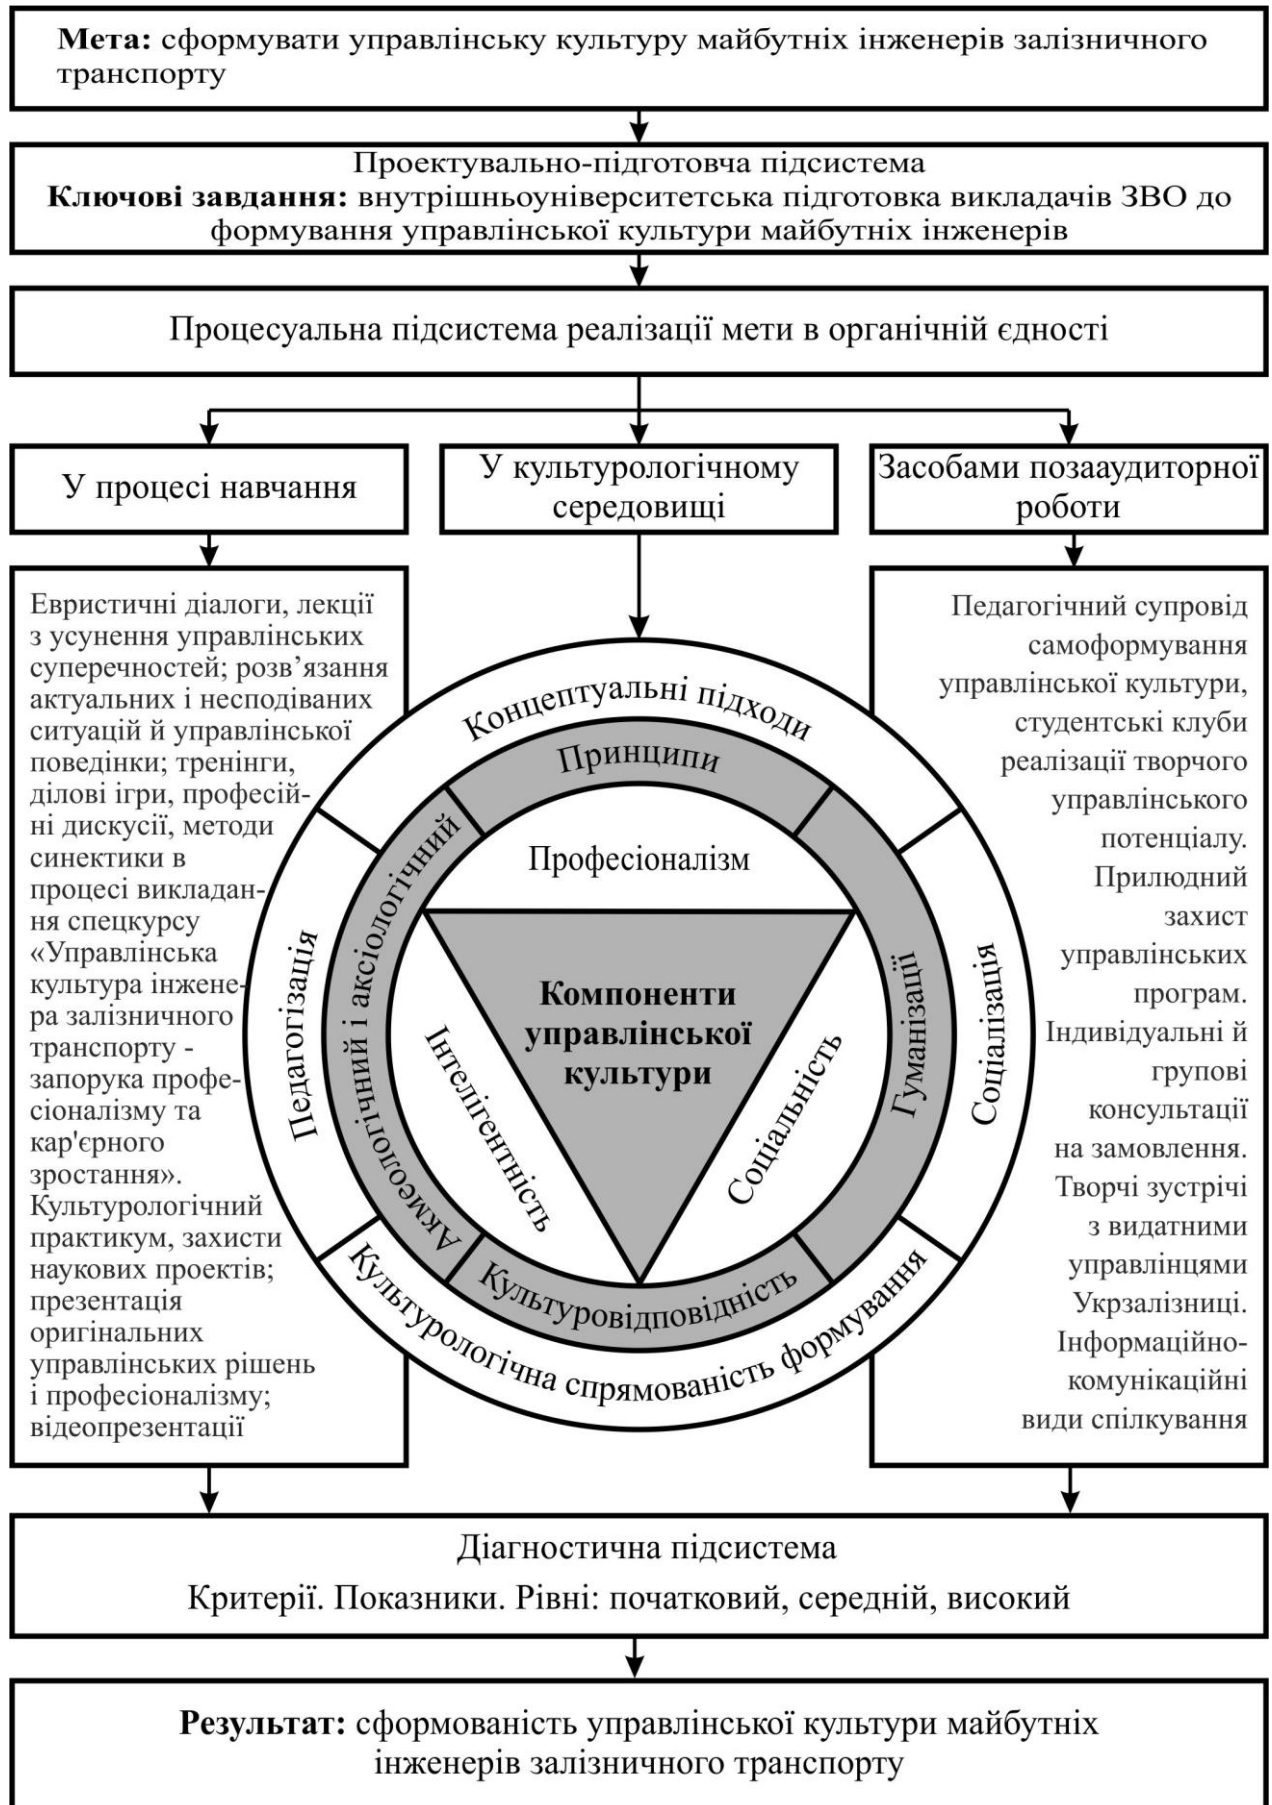 Мета: сформувати управлінську культуру майбутніх інженерів залізничного
транспорту
Проектувально-підготовча підсистема
Ключові завдання: внутрішньоуніверситетська підготовка викладачів ЗВО до
формування управлінської культури майбутніх інженерів
Процесуальна підсистема реалізації мети в органічній єдності
У процесі навчання
У культурологічному
середовищі
Засобами позааудиторної
роботи
Евристичні діалоги, лекції
з усунення управлінських
суперечностей; розв’язання
актуальних і несподіваних
ситуацій й управлінської
поведінки; тренінги,
ділові ігри, професій-
ні дискусії, методи
синектики в
процесі викладан-
ня спецкурсу
«Управлінська
культура інжене-
ра залізничного
транспорту -
запорука профе-
сіоналізму та
кар'єрного
зростання».
Культурологічний
практикум, захисти
наукових проектів;
презентація
оригінальних
управлінських рішень
і професіоналізму;
відеопрезентації
Концептуальні підходи
Принципи
Професіоналізм
Педагогізація
Акмеологічний і аксіологічний
Інтелігентність
Компоненти
управлінської
культури
Соціальність
Гуманізації
Соціалізація
Культуровідповідність
Культурологічна спрямованість формування
Педагогічний супровід
самоформування
управлінської культури,
студентські клуби
реалізації творчого
управлінського
потенціалу.
Прилюдний
захист
управлінських
програм.
Індивідуальні й
групові
консультації
на замовлення.
Творчі зустрічі
з видатними
управлінцями
Укрзалізниці.
Інформаційно-
комунікаційні
види спілкування
Діагностична підсистема
Критерії. Показники. Рівні: початковий, середній, високий
Результат: сформованість управлінської культури майбутніх
інженерів залізничного транспорту